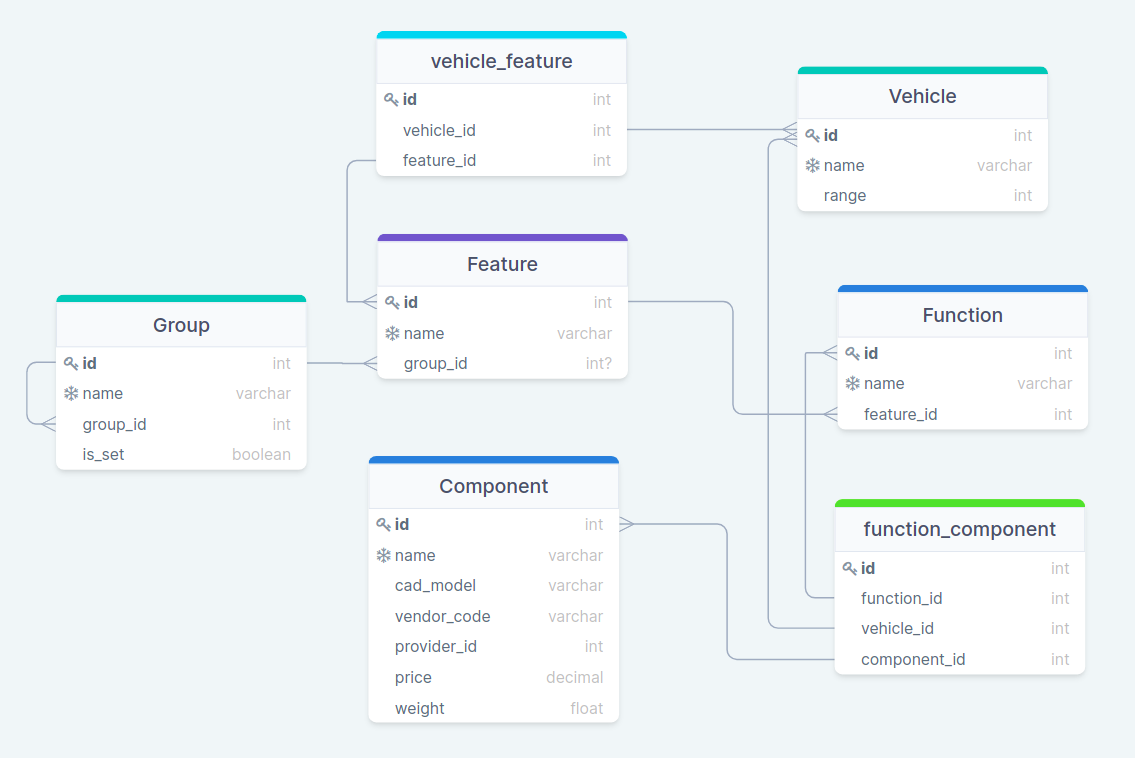 vehicle_feature
id int
vehicle_id int
feature_id int
Vehicle
id int
name varchar
range int
Feature
id int
name varchar
group_id int?
Group
id int
name varchar
group_id int
is_set boolean
Function
id int
name varchar
feature_id int
Component
id int
name varchar
cad_model varchar
vendor_code varchar
provider_id int
price decimal
weight float
function_component
id int
function_id int
vehicle_id int
component_id int